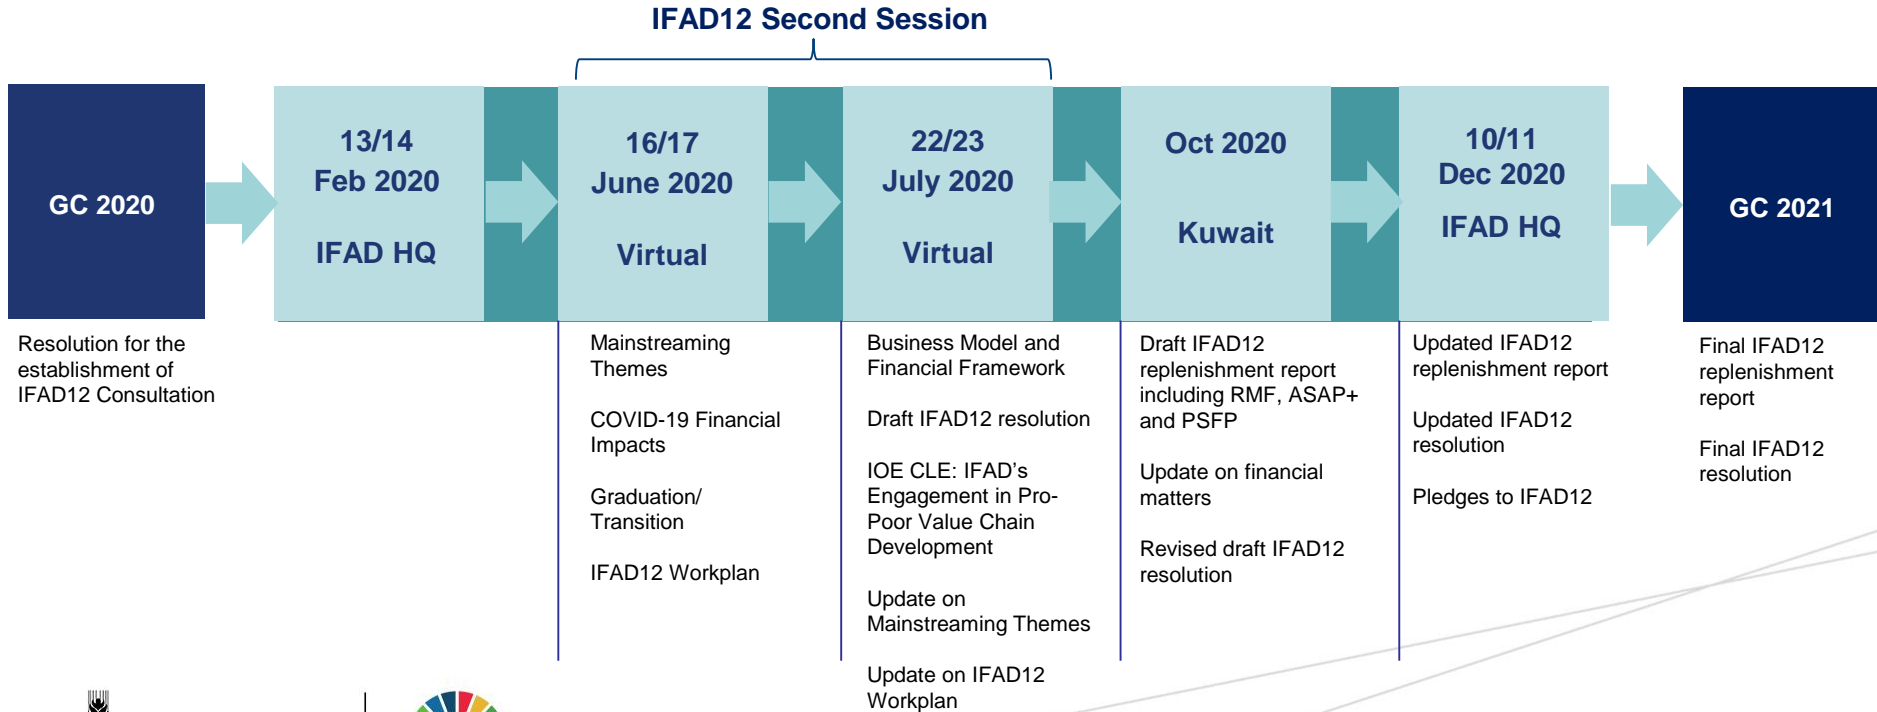 IFAD12 Second Session
GC 2020
13/14
Feb 2020
IFAD HQ
16/17
June 2020
Virtual
22/23
July 2020
Virtual
Oct 2020
Kuwait
10/11
Dec 2020
IFAD HQ
GC 2021
Resolution for the
establishment of
IFAD12 Consultation
Mainstreaming
Themes
COVID-19 Financial
Impacts
Graduation/
Transition
IFAD12 Workplan
Business Model and
Financial Framework
Draft IFAD12 resolution
IOE CLE: IFAD’s
Engagement in Pro-
Poor Value Chain
Development
Update on
Mainstreaming Themes
Update on IFAD12
Workplan
Draft IFAD12
replenishment report
including RMF, ASAP+
and PSFP
Update on financial
matters
Revised draft IFAD12
resolution
Updated IFAD12
replenishment report
Updated IFAD12
resolution
Pledges to IFAD12
Final IFAD12
replenishment
report
Final IFAD12
resolution